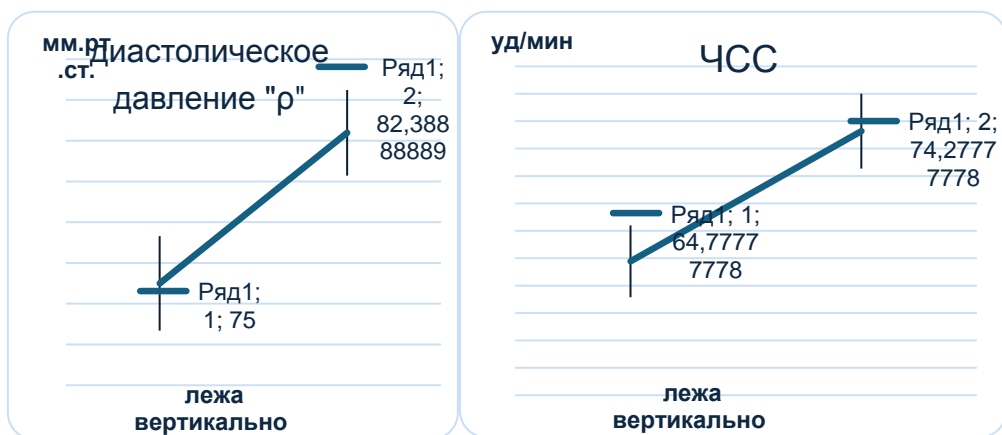 мм.рт
.ст.
диастолическое
давление "ρ"
Ряд1;
2;
82,388
88889
Ряд1;
1; 75
лежа
вертикально
уд/мин
ЧСС
Ряд1; 2;
74,2777
7778
Ряд1; 1;
64,7777
7778
лежа
вертикально